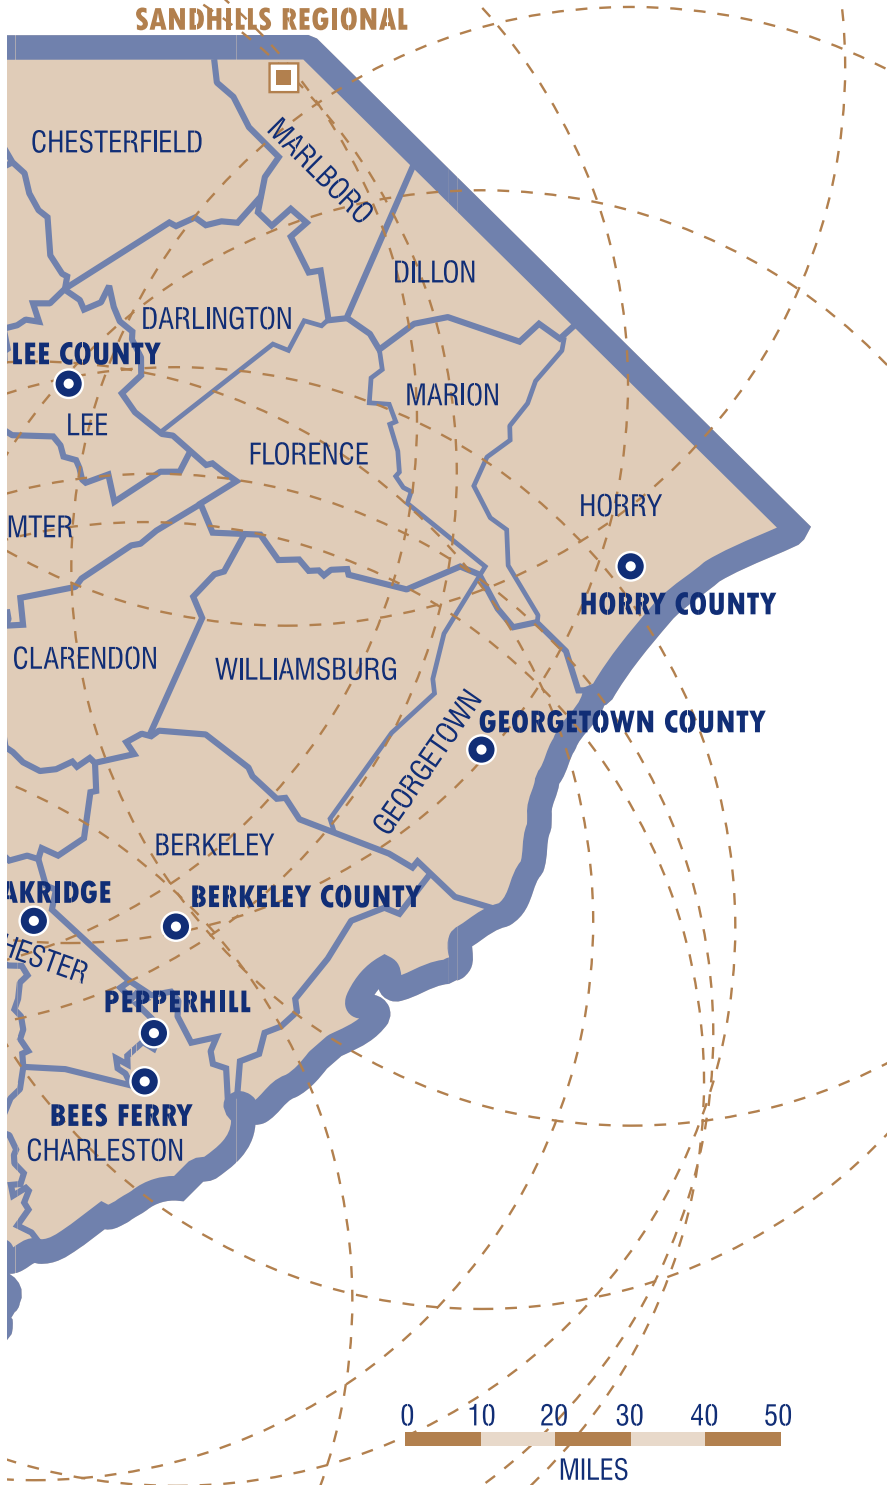 SANDHILLS REGIONAL
CHESTERFIELD
MARLBORO
DILLON
DARLINGTON
LEE COUNTY
MARION
LEE
FLORENCE
HORRY
MTER
HORRY COUNTY
CLARENDON
WILLIAMSBURG
GEORGETOWN
GEORGETOWN COUNTY
BERKELEY
AKRIDGE
BERKELEY COUNTY
HESTER
PEPPERHILL
BEES FERRY
CHARLESTON
0 10 20 30 40 50
MILES